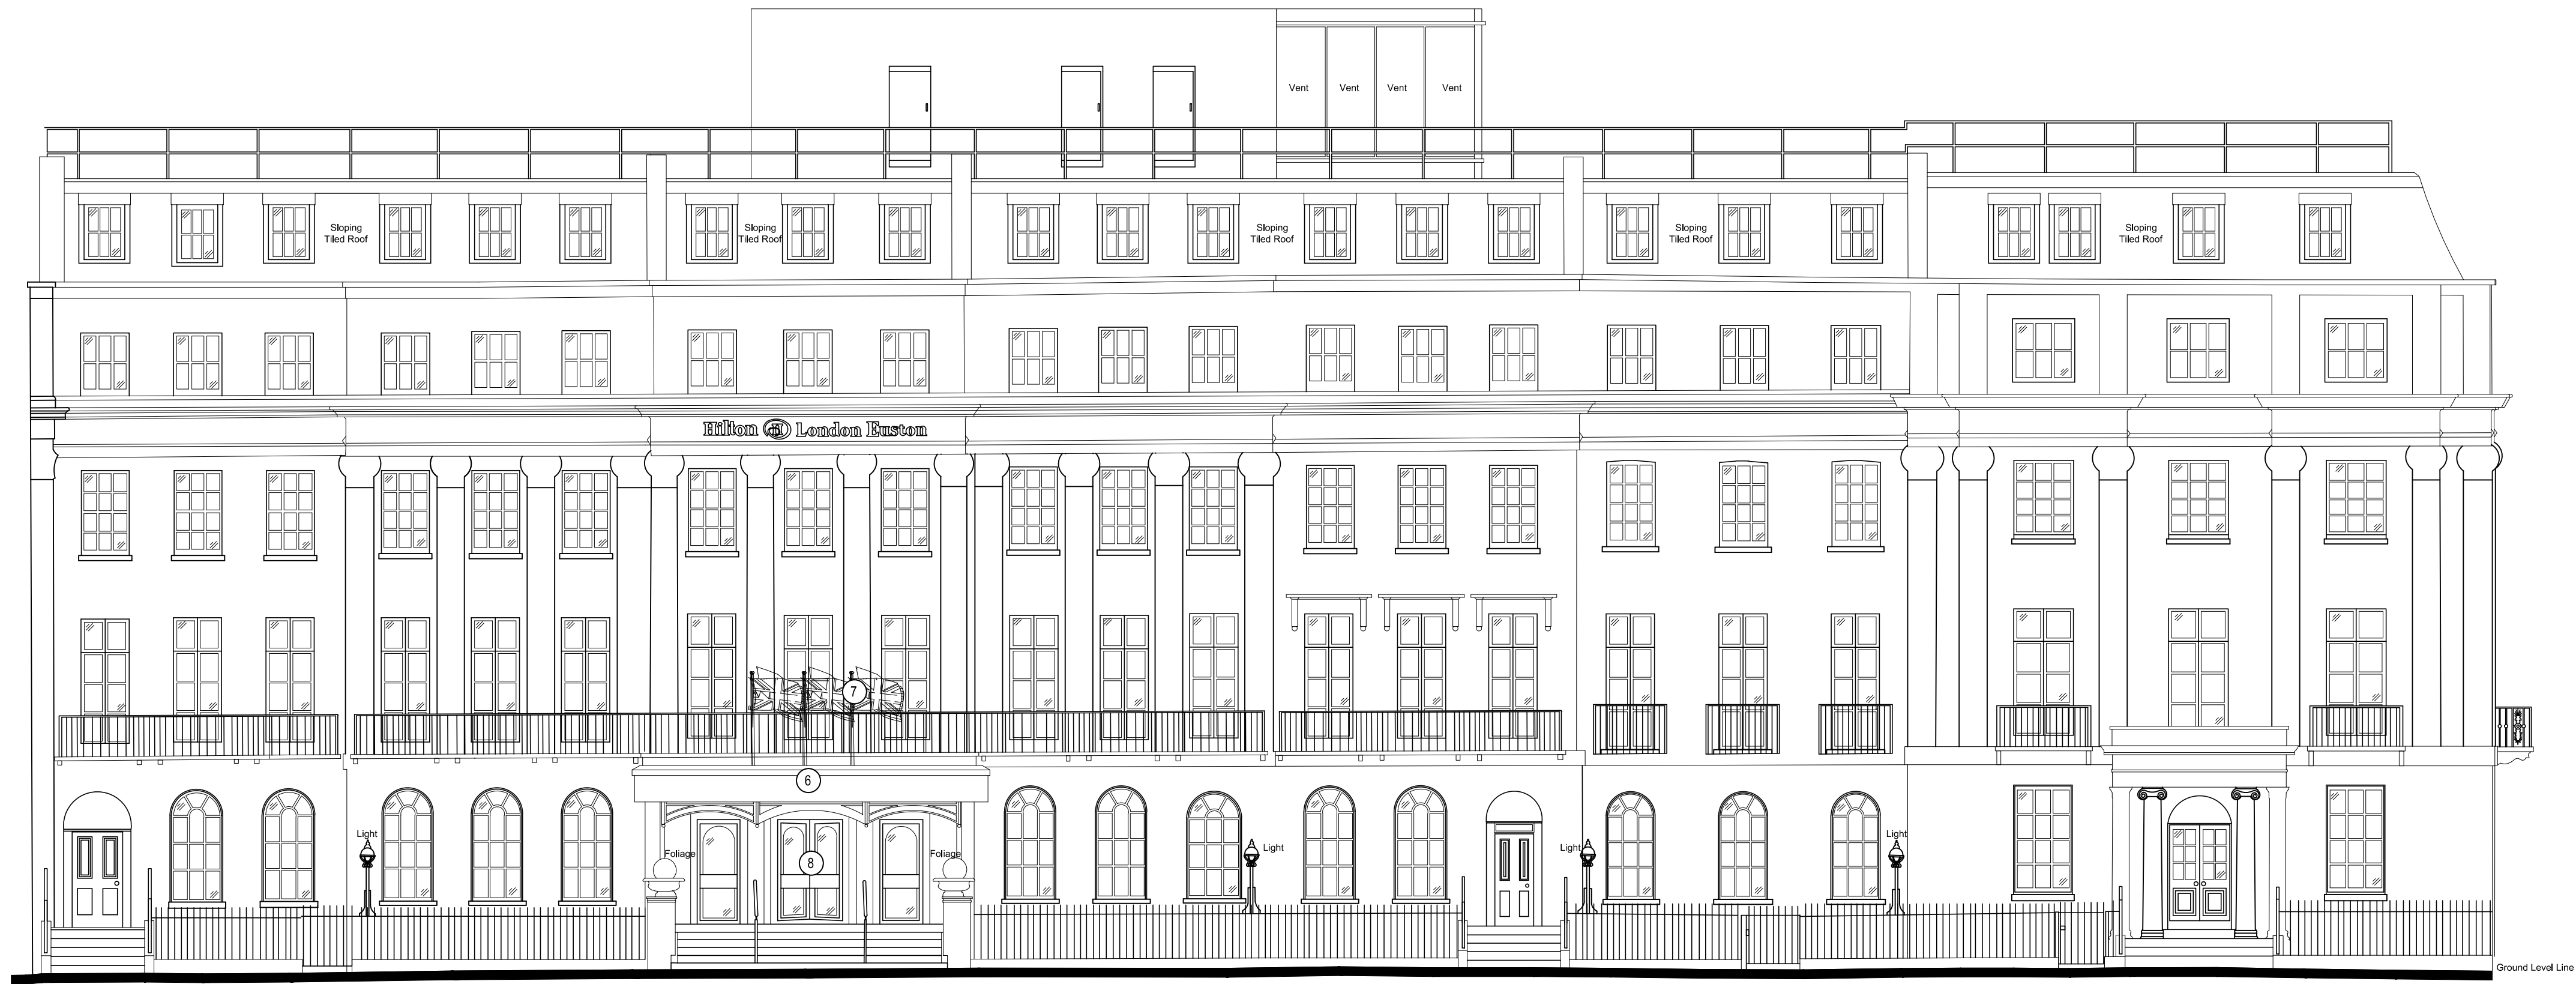 Vent Vent Vent Vent
Sloping
Tiled Roof
Sloping
Tiled Roof
Sloping
Tiled Roof
Sloping
Tiled Roof
Sloping
Tiled Roof
Hilton H London Euston
7
6
8
Light
Foliage
Foliage
Light
Light
Light
Ground Level Line